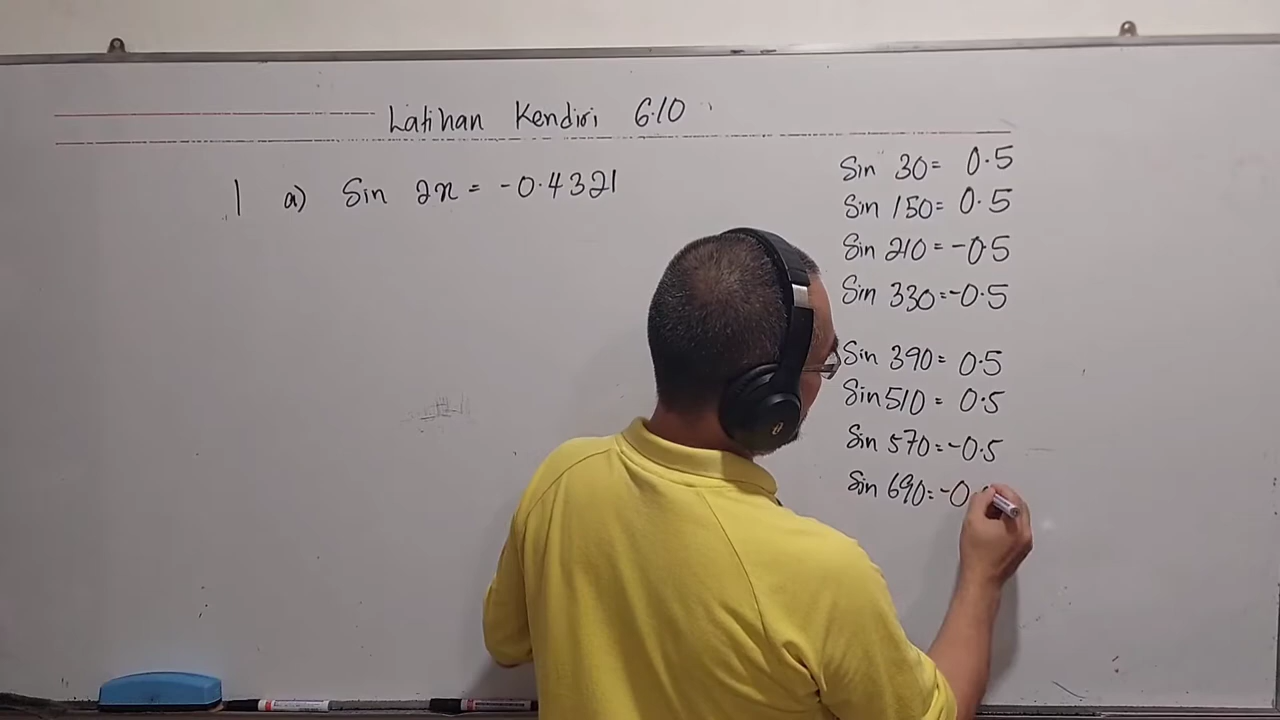 Latihan Kendiri 6.10
1 a) Sin 2x = -0.4321
Sin 30= 0.5
Sin 150= 0.5
Sin 210=-0.5
Sin 330=-0.5
Sin 390= 0.5
Sin 510= 0.5
Sin 570=-0.5
Sin 690=-0